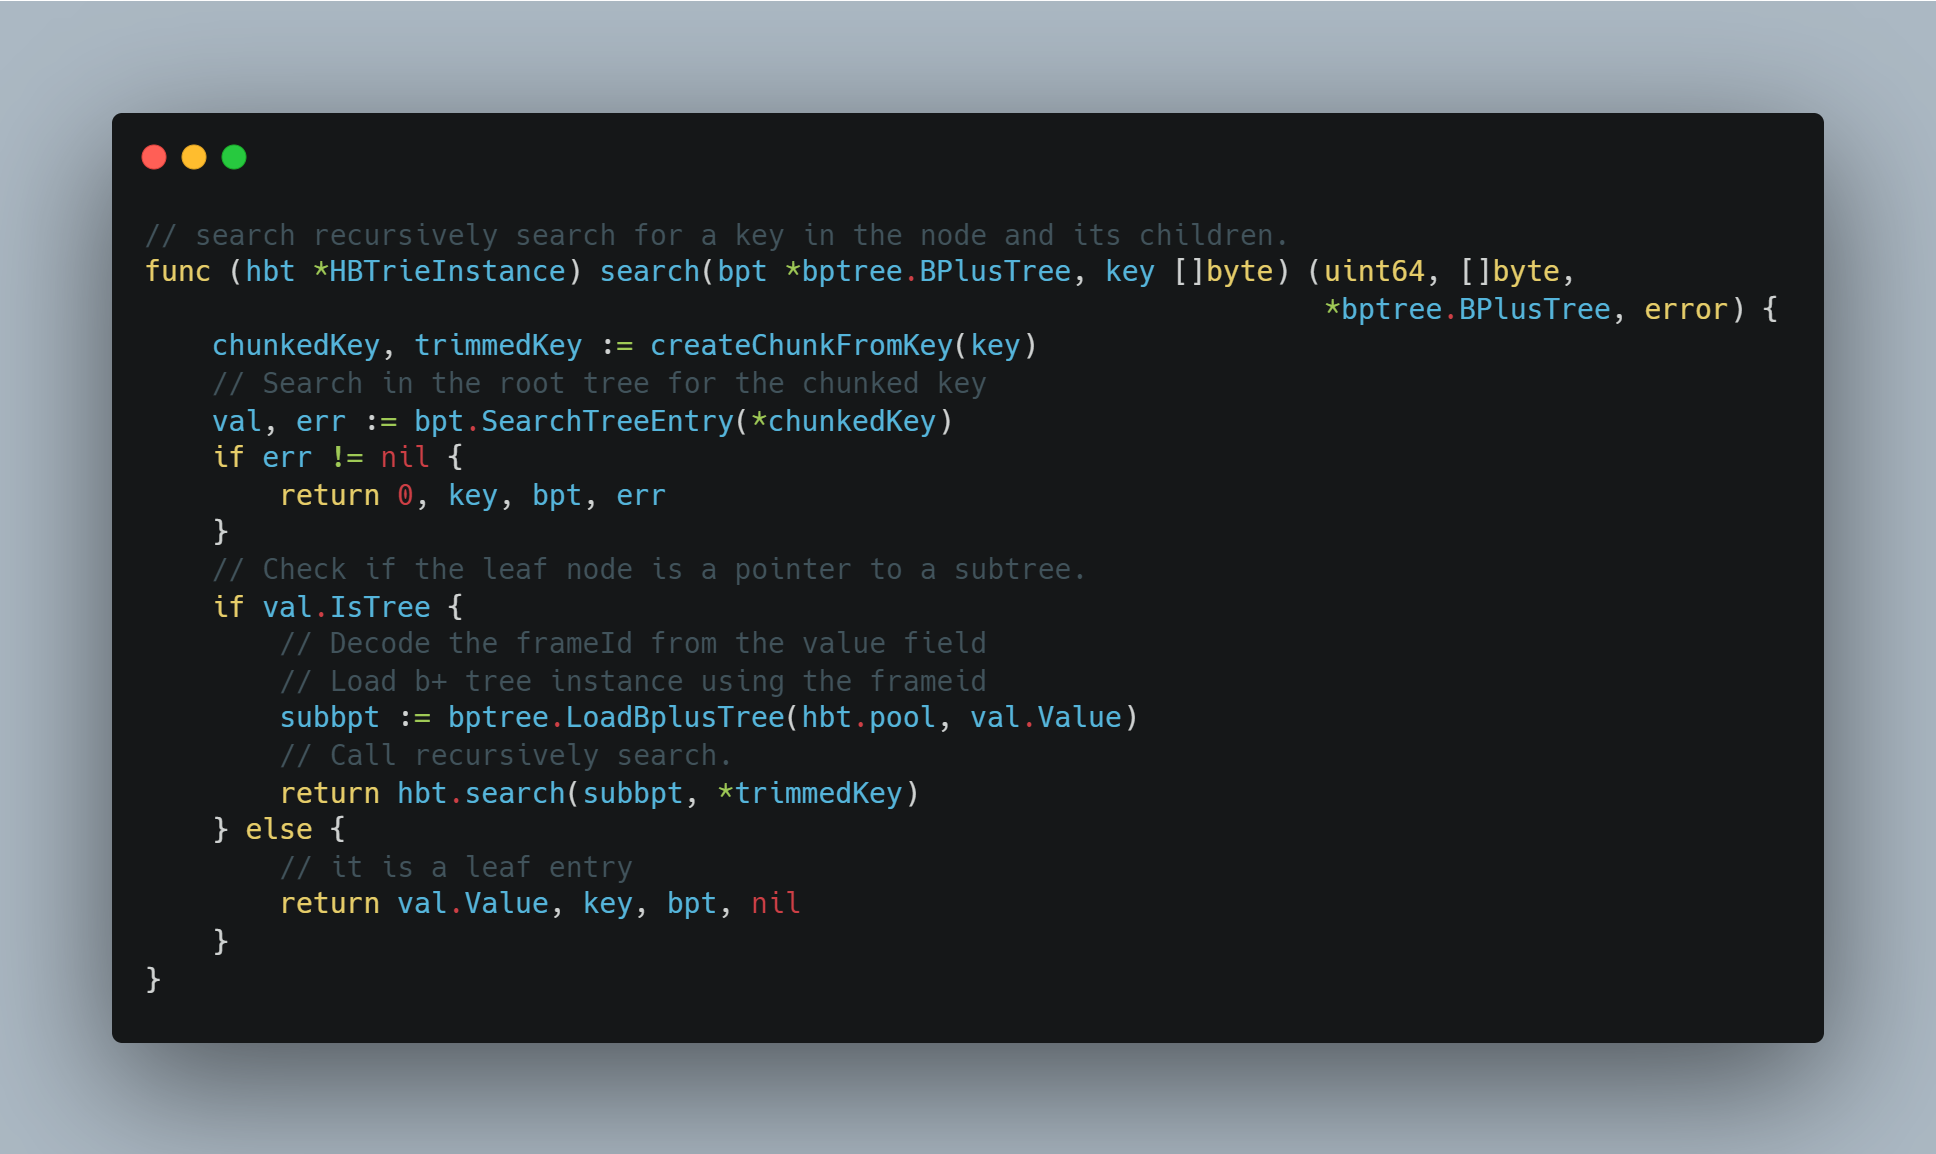 // search recursively search for a key in the node and its children.
func (hbt *HBTrieInstance) search(bpt *bptree.BPlusTree, key []byte) (uint64, []byte,
*bptree.BPlusTree, error) {
chunkedKey, trimmedKey := createChunkFromKey(key)
// Search in the root tree for the chunked key
val, err := bpt.SearchTreeEntry(*chunkedKey)
if err != nil {
return 0, key, bpt, err
}
// Check if the leaf node is a pointer to a subtree.
if val.IsTree {
// Decode the frameId from the value field
// Load b+ tree instance using the frameid
subbpt := bptree.LoadBplusTree(hbt.pool, val.Value)
// Call recursively search.
return hbt.search(subbpt, *trimmedKey)
} else {
// it is a leaf entry
return val.Value, key, bpt, nil
}
}